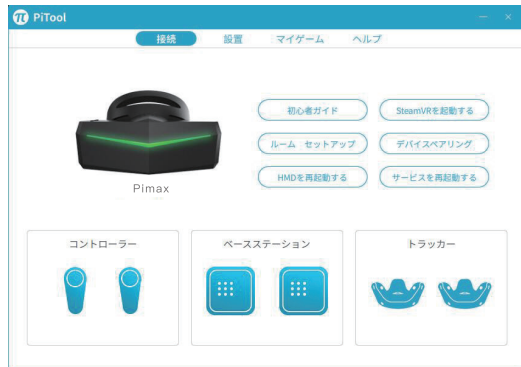 PiTool
接続
設置
マイゲーム
ヘルプ
初心者ガイド
SteamVRを起動する
ルーム セットアップ
デバイスペアリング
HMDを再起動する
サービスを再起動する
Pimax
コントローラー
ベースステーション
トラッカー